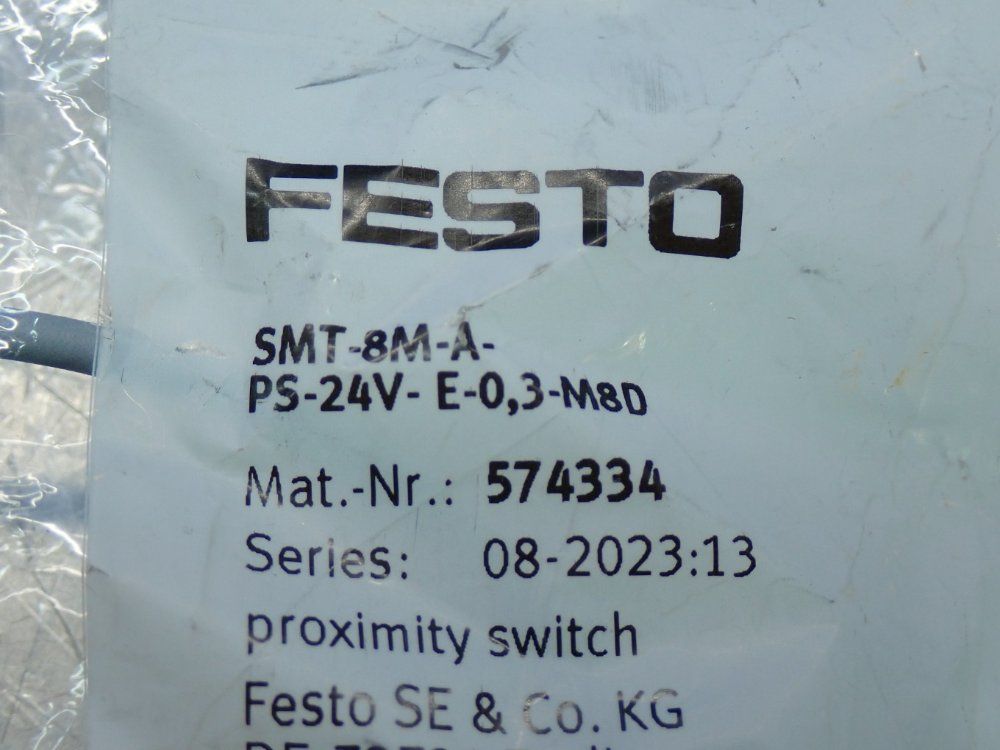 FESTO
SMT-8M-A-
PS-24V- E-0,3-M8D
Mat.-Nr.: 574334
Series: 08-2023:13
proximity switch
Festo SE & Co. KG